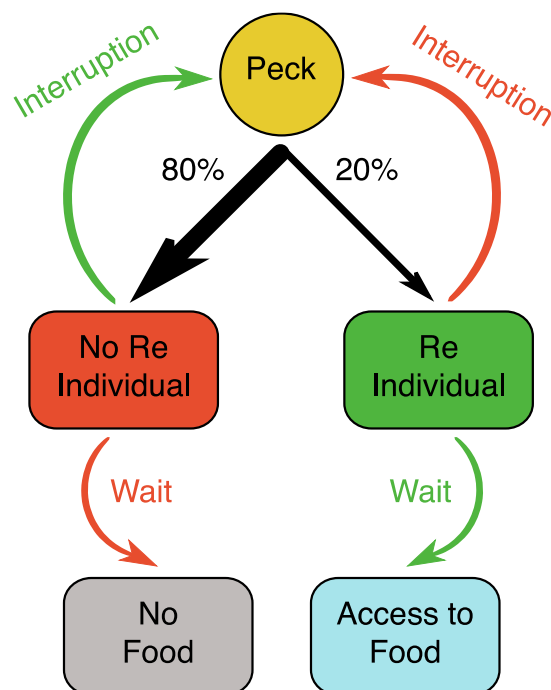 Interruption
Peck
Interruption
80%
20%
No Re
Individual
Re
Individual
Wait
Wait
No
Food
Access to
Food